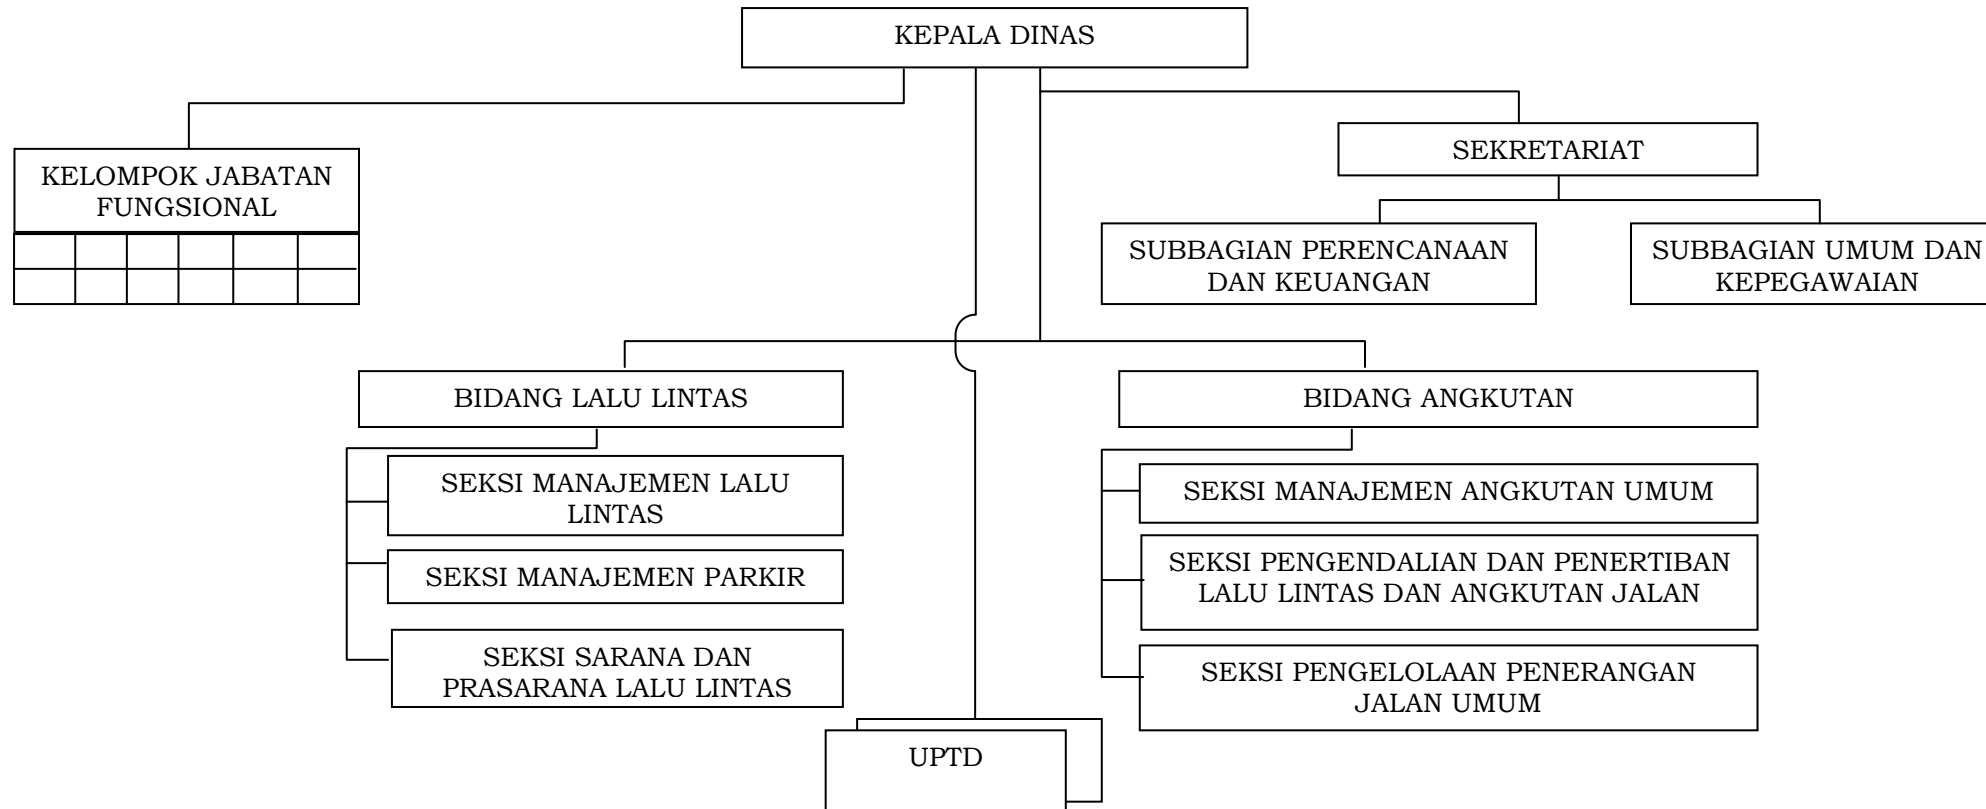 KEPALA DINAS
KELOMPOK JABATAN
FUNGSIONAL
SEKRETARIAT
SUBBAGIAN PERENCANAAN
DAN KEUANGAN
SUBBAGIAN UMUM DAN
KEPEGAWAIAN
BIDANG LALU LINTAS
SEKSI MANAJEMEN LALU
LINTAS
SEKSI MANAJEMEN PARKIR
SEKSI SARANA DAN
PRASARANA LALU LINTAS
BIDANG ANGKUTAN
SEKSI MANAJEMEN ANGKUTAN UMUM
SEKSI PENGENDALIAN DAN PENERTIBAN
LALU LINTAS DAN ANGKUTAN JALAN
SEKSI PENGELOLAAN PENERANGAN
JALAN UMUM
UPTD